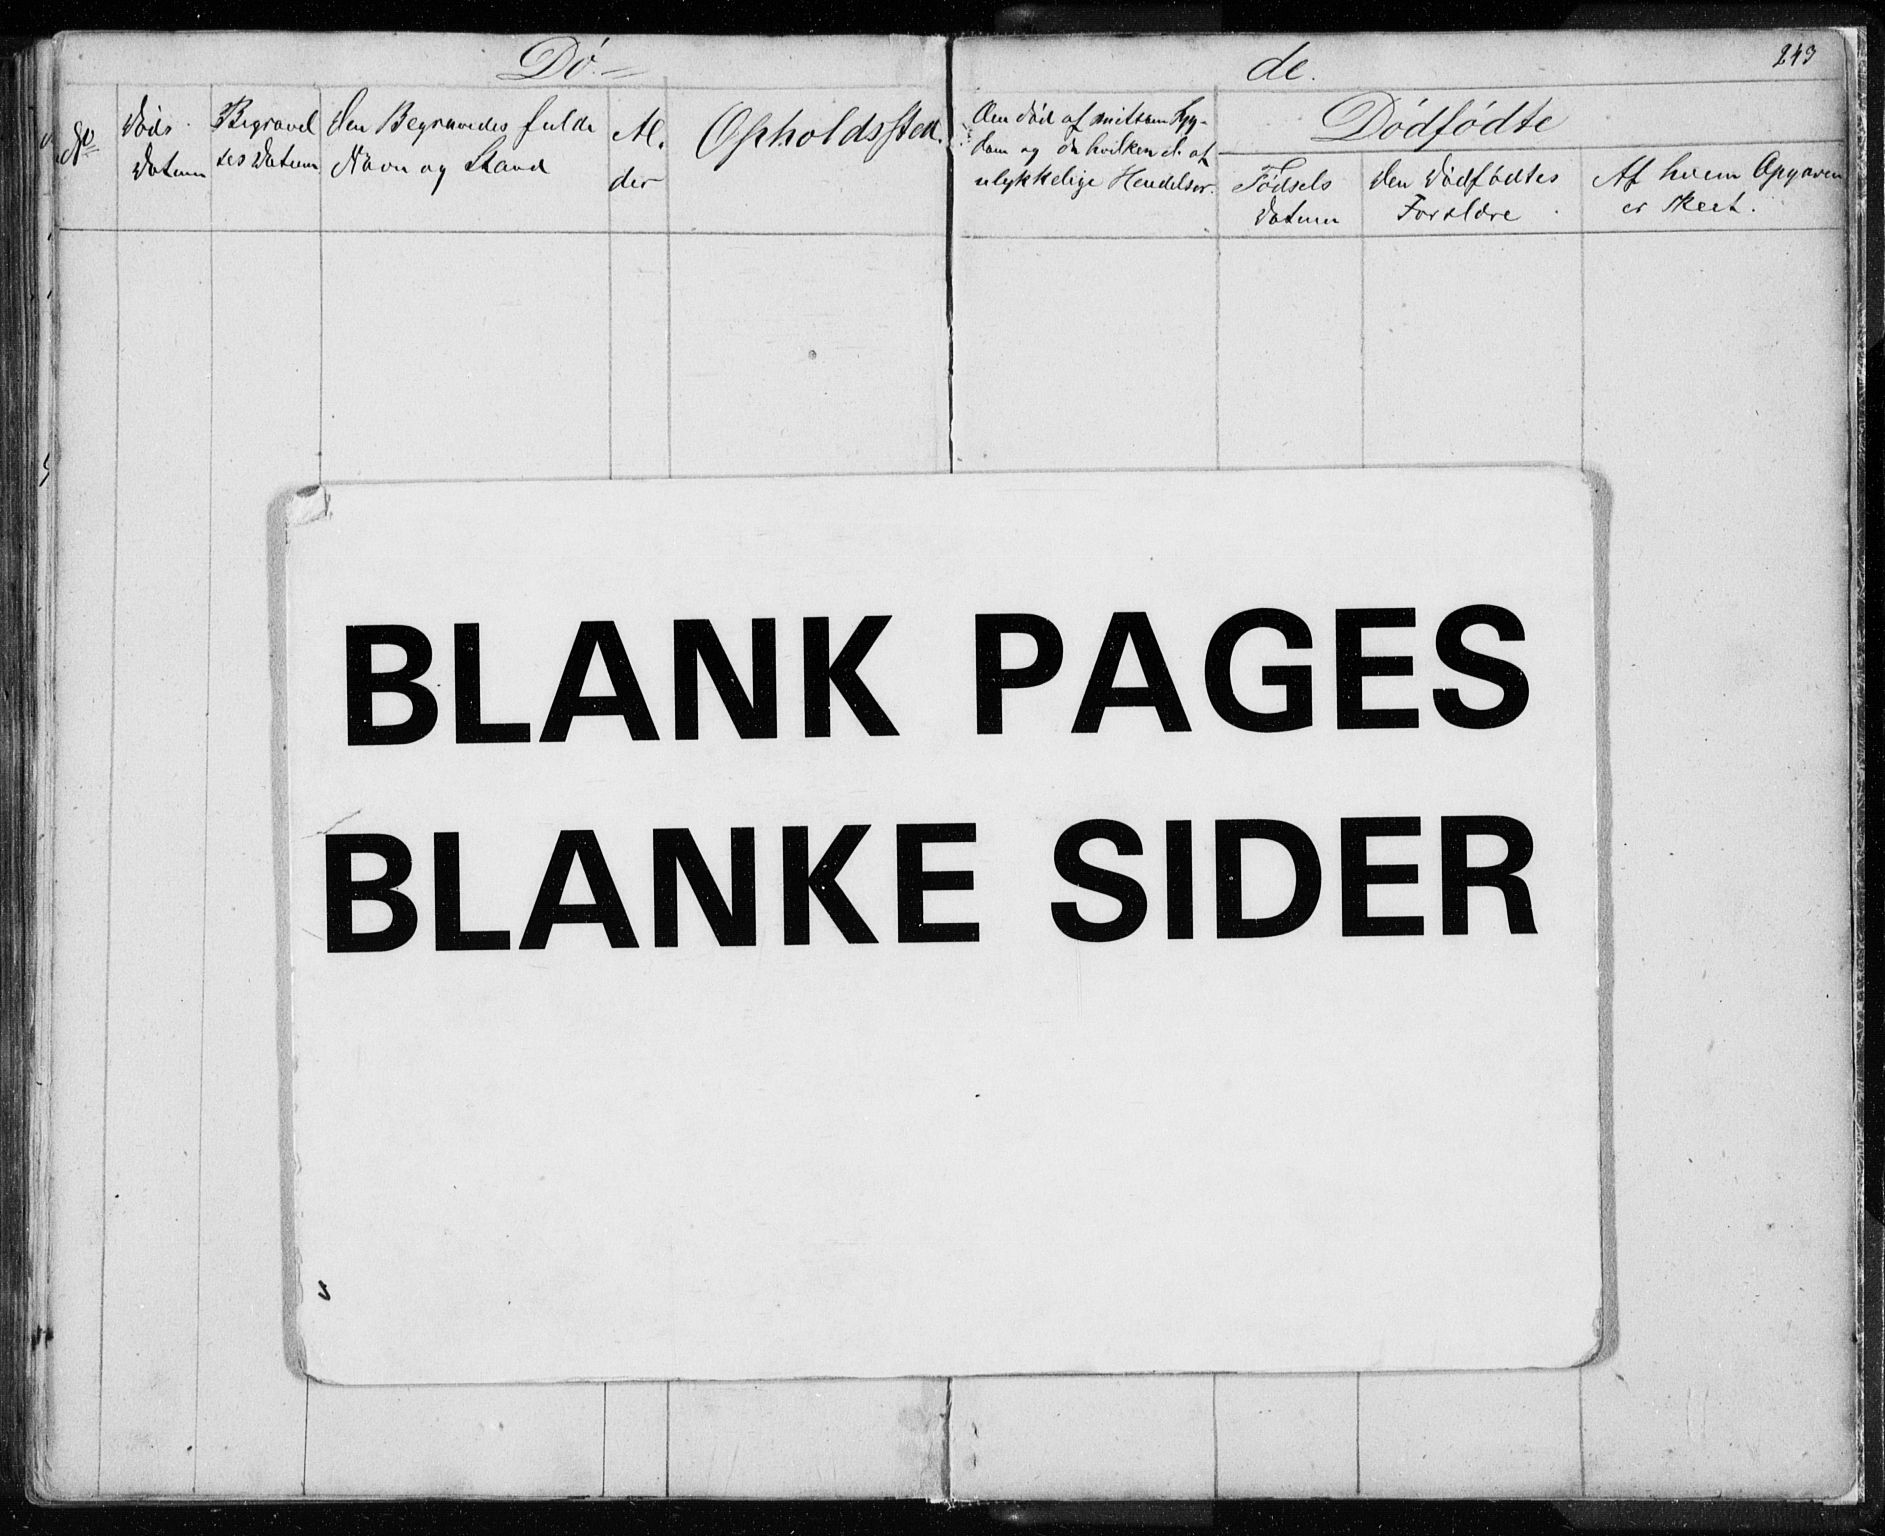 Dø-
de.
243
No
Døds
Datum
Begravel
ses Datum
Den Begravedes fulde
Navn og Stand
Al.
der
Opholdssted.
Om død af smitsom Syg-
dom og da hvilken el. af
ulykkelige Hendelser.
Dødfødte
Fødsels
Datum
Den Dødfødtes
Forældre
Af hvem Opgaven
er skeet.
BLANK PAGES
BLANKE SIDER